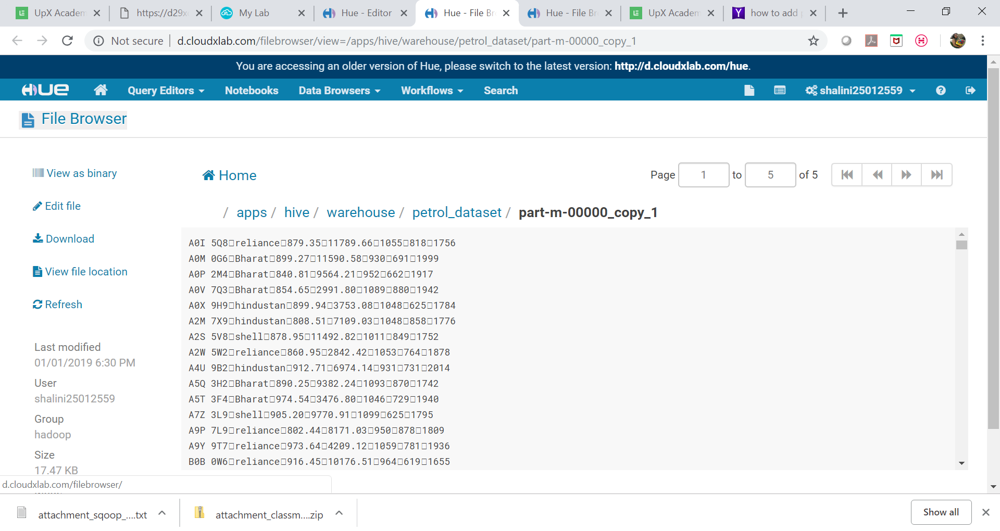 UpX Academ
https://d29x
My Lab
Hue - Editor
Hue - File Br
Hue - File Br
UpX Academ
how to add
Not secure
d.cloudxlab.com/filebrowser/view=/apps/hive/warehouse/petrol_dataset/part-m-00000_copy_1
You are accessing an older version of Hue, please switch to the latest version: http://d.cloudxlab.com/hue.
HUE
Query Editors
Notebooks
Data Browsers
Workflows
Search
shalini25012559
File Browser
View as binary
Edit file
Download
View file location
Refresh
Last modified
01/01/2019 6:30 PM
User
shalini25012559
Group
hadoop
Size
17.47 KB
Home
Page 1 to 5 of 5
/ apps / hive / warehouse / petrol_dataset / part-m-00000_copy_1
A0I 5Q8□reliance□879.35□11789.66□1055□818□1756
A0M 0G6□Bharat□899.27□11590.58□930□691□1999
A0P 2M4□Bharat□840.81□9564.21□952□662□1917
A0V 7Q3□Bharat□854.65□2991.80□1089□880□1942
A0X 9H9□hindustan□899.94□3753.08□1048□625□1784
A2M 7X9□hindustan□808.51□7109.03□1048□858□1776
A2S 5V8□shell□878.95□11492.82□1011□849□1752
A2W 5W2□reliance□860.95□2842.42□1053□764□1878
A4U 9B2□hindustan□912.71□6974.14□931□731□2014
A5Q 3H2□Bharat□890.25□9382.24□1093□870□1742
A5T 3F4□Bharat□974.54□3476.80□1046□729□1940
A7Z 3L9□shell□905.20□9770.91□1099□625□1795
A9P 7L9□reliance□802.44□8171.03□950□878□1809
A9Y 9T7□reliance□973.64□4209.12□1059□781□1936
B0B 0W6□reliance□916.45□10176.51□964□619□1655
d.cloudxlab.com/filebrowser/
attachment_sqoop_....txt
attachment_classm....zip
Show all